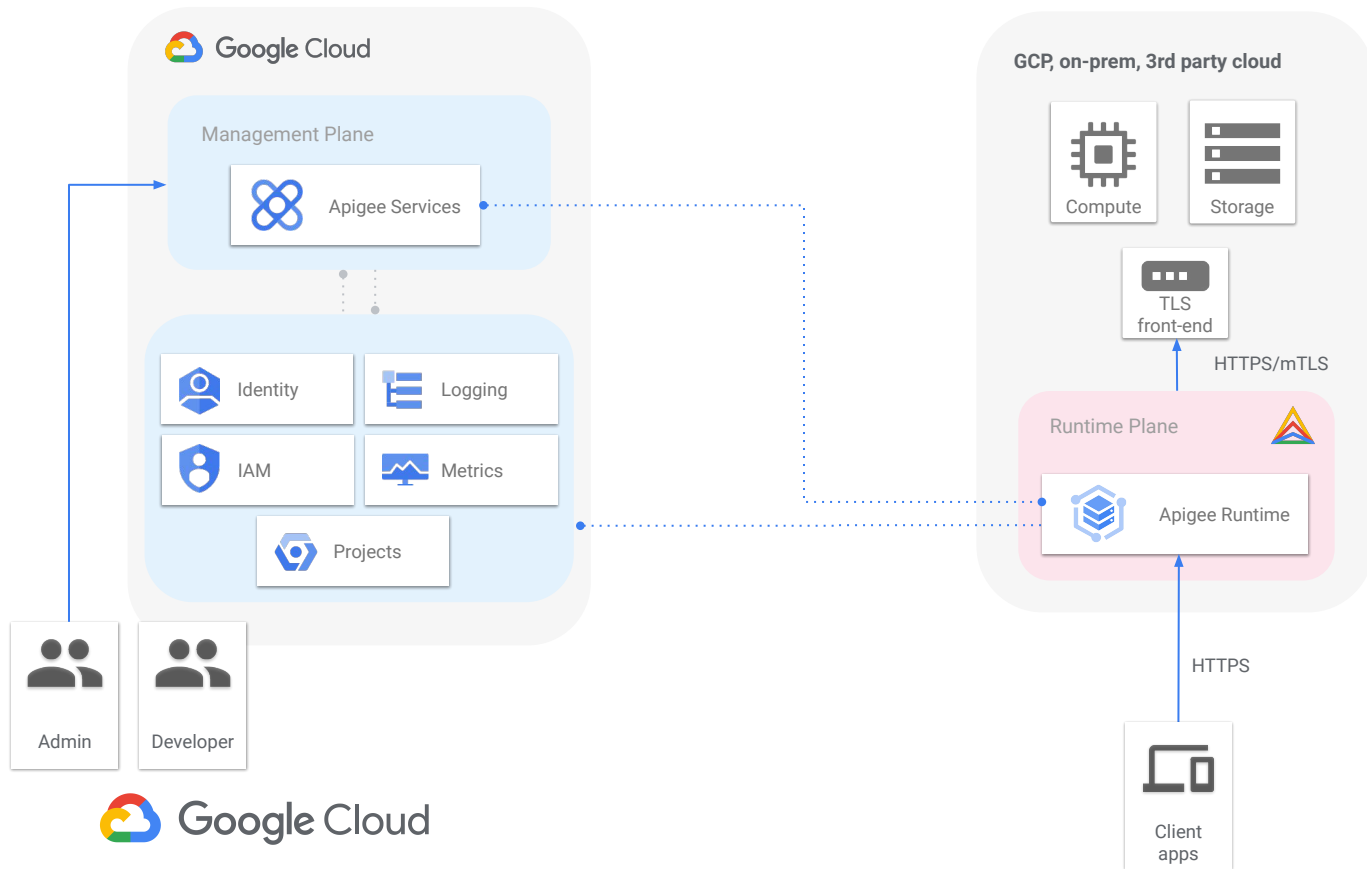 Google Cloud
Management Plane
Apigee Services
Identity
Logging
IAM
Metrics
Projects
Admin
Developer
Google Cloud
GCP, on-prem, 3rd party cloud
Compute
Storage
TLS
front-end
HTTPS/mTLS
Runtime Plane
Apigee Runtime
HTTPS
Client
apps